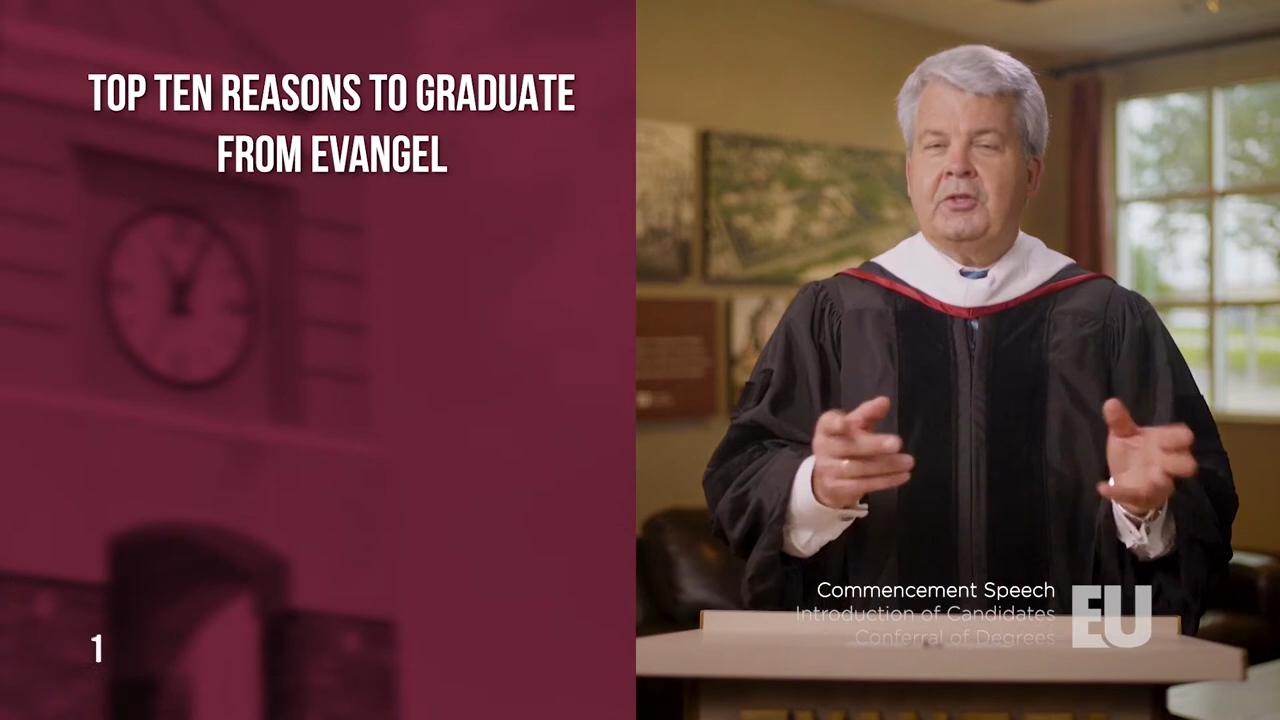 TOP TEN REASONS TO GRADUATE
FROM EVANGEL
1
Commencement Speech
Introduction of Candidates
Conferral of Degrees
EU